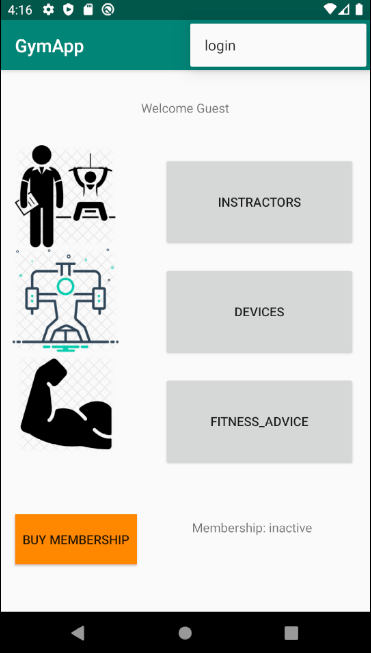 4:16
GymApp
login
Welcome Guest
INSTRACTORS
DEVICES
FITNESS_ADVICE
BUY MEMBERSHIP
Membership: inactive